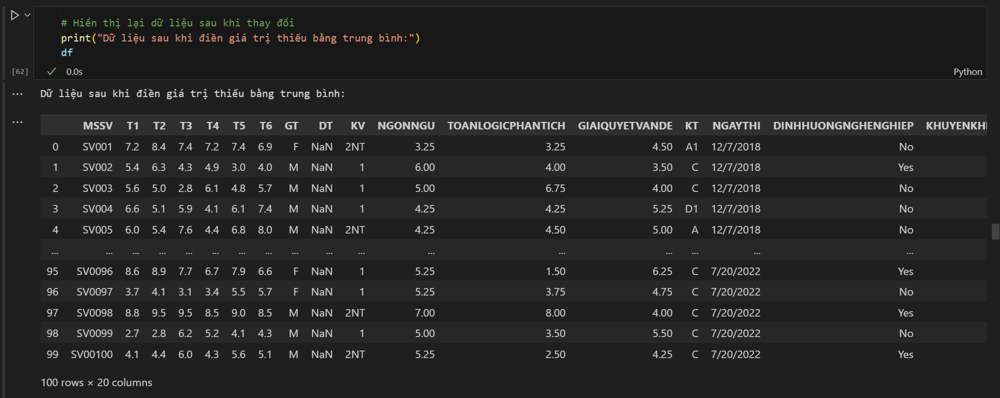 # Hiển thị lại dữ liệu sau khi thay đổi
print("Dữ liệu sau khi điền giá trị thiếu bằng trung bình:")
df
[62] 0.0s Python
Dữ liệu sau khi điền giá trị thiếu bằng trung bình:
MSSV T1 T2 T3 T4 T5 T6 GT DT KV NGONNGU TOANLOGICPHANTICH GIAIQUYETVANDE KT NGAYTHI DINHHUONGNGHENGHIEP KHUYENKHI
0 SV001 7.2 8.4 7.4 7.2 7.4 6.9 F NaN 2NT 3.25 3.25 4.50 A1 12/7/2018 No
1 SV002 5.4 6.3 4.3 4.9 3.0 4.0 M NaN 1 6.00 4.00 3.50 C 12/7/2018 Yes
2 SV003 5.6 5.0 2.8 6.1 4.8 5.7 M NaN 1 5.00 6.75 4.00 C 12/7/2018 No
3 SV004 6.6 5.1 5.9 4.1 6.1 7.4 M NaN 1 4.25 4.25 5.25 D1 12/7/2018 No
4 SV005 6.0 5.4 7.6 4.4 6.8 8.0 M NaN 2NT 4.25 4.50 5.00 A 12/7/2018 No
... ... ... ... ... ... ... ... ... ... ... ... ... ... ... ... ...
95 SV0096 8.6 8.9 7.7 6.7 7.9 6.6 F NaN 1 5.25 1.50 6.25 C 7/20/2022 Yes
96 SV0097 3.7 4.1 3.1 3.4 5.5 5.7 F NaN 1 5.25 3.75 4.75 C 7/20/2022 No
97 SV0098 8.8 9.5 9.5 8.5 9.0 8.5 M NaN 2NT 7.00 8.00 4.00 C 7/20/2022 Yes
98 SV0099 2.7 2.8 6.2 5.2 4.1 4.3 M NaN 1 5.00 3.50 5.50 C 7/20/2022 No
99 SV00100 4.1 4.4 6.0 4.3 5.6 5.1 M NaN 2NT 5.25 2.50 4.25 C 7/20/2022 Yes
100 rows × 20 columns